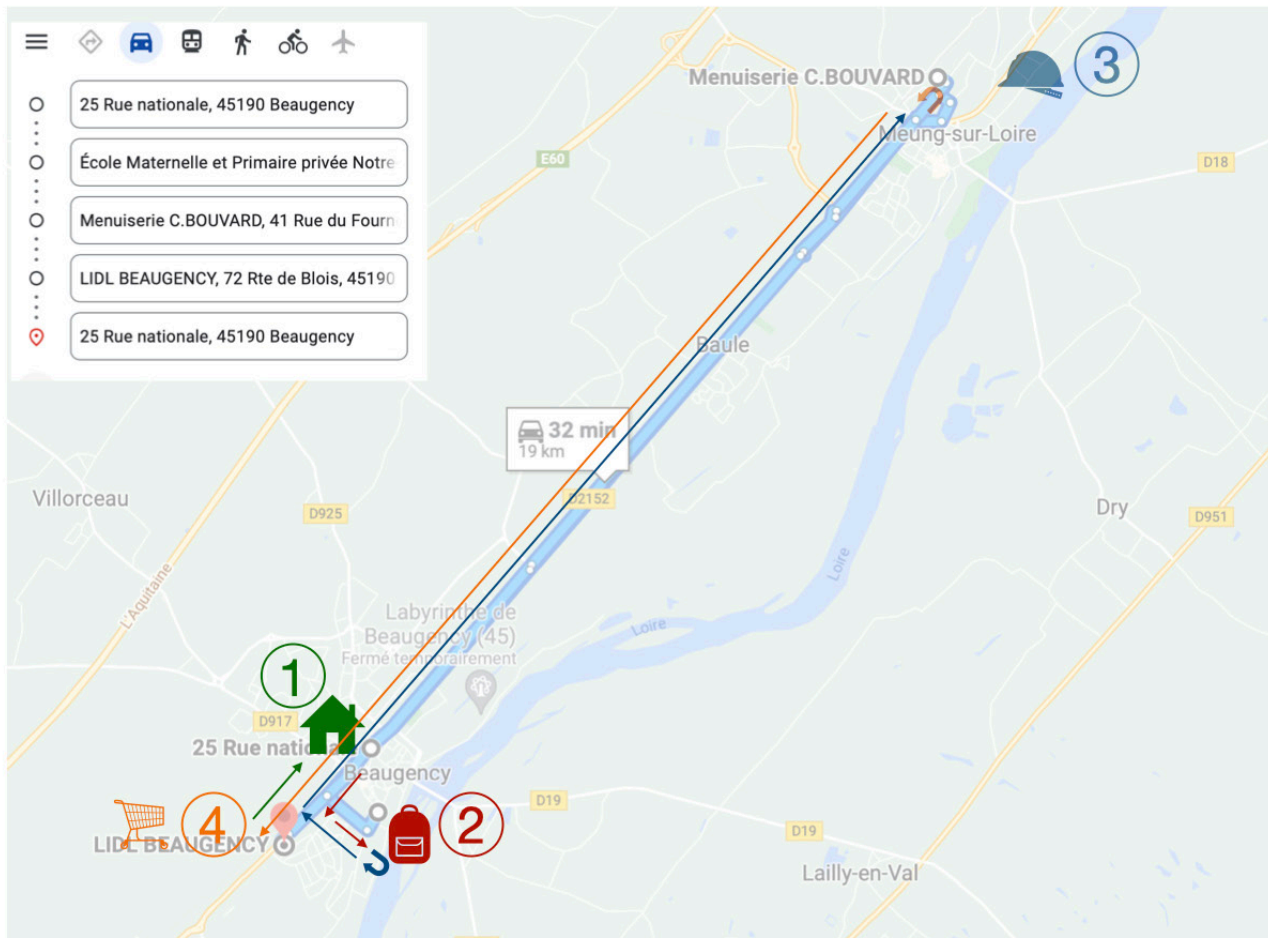 25 Rue nationale, 45190 Beaugency
École Maternelle et Primaire privée Notre-
Menuiserie C.BOUVARD, 41 Rue du Fourn
LIDL BEAUGENCY, 72 Rte de Blois, 45190
25 Rue nationale, 45190 Beaugency
Menuiserie C.BOUVARD
3
Meung-sur-Loire
E60
D18
Baule
32 min
19 km
Villorceau
D925
D2152
Dry
D951
L'Aquitaine
Loire
Labyrinthe de
Beaugency (45)
Fermé temporairement
Loire
1
D917
25 Rue nationale
Beaugency
D19
4
2
LIDL BEAUGENCY
D19
Lailly-en-Val